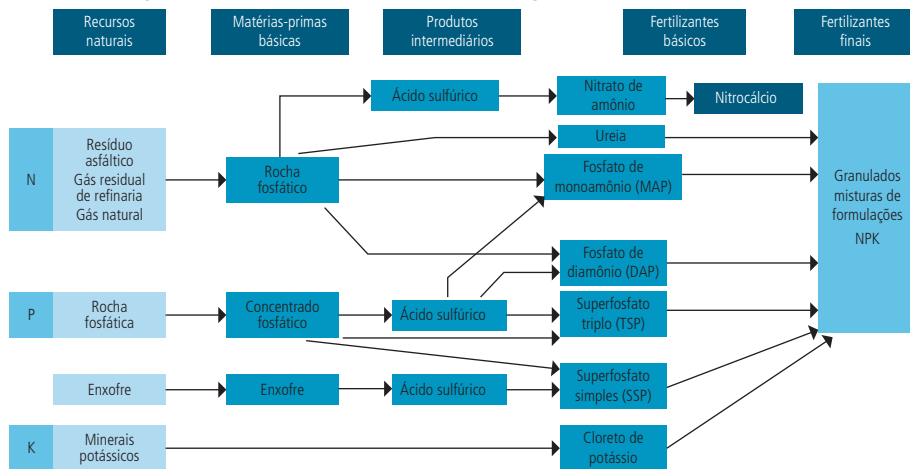 Recursos
naturais
Matérias-primas
básicas
Produtos
intermediários
Fertilizantes
básicos
Fertilizantes
finais
Ácido sulfúrico
Nitrato de
amônio
Nitrocálcio
N
Resíduo
asfáltico
Gás residual
de refinaria
Gás natural
Rocha
fosfático
Ureia
Fosfato de
monoamônio (MAP)
Granulados
misturas de
formulações
NPK
Fosfato de
diamônio (DAP)
P
Rocha
fosfática
Concentrado
fosfático
Ácido sulfúrico
Superfosfato
triplo (TSP)
Enxofre
Enxofre
Ácido sulfúrico
Superfosfato
simples (SSP)
K
Minerais
potássicos
Cloreto de
potássio